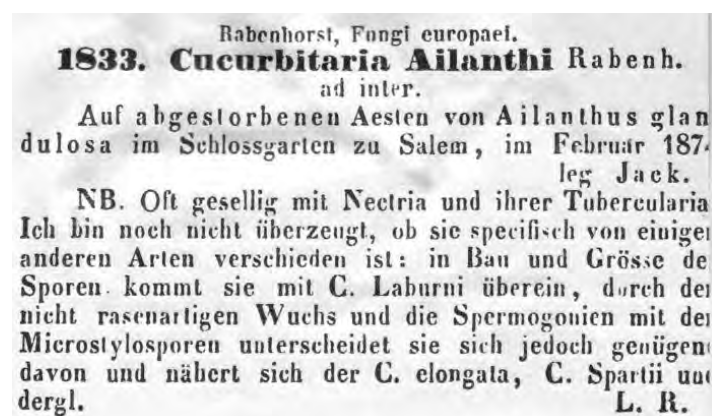 Rabenhorst, Fungi europaei.
1833. Cucurbitaria Ailanthi Rabenh.
ad inter.
Auf abgestorbenen Aesten von Ailanthus glan
dulosa im Schlossgarten zu Salem, im Februar 187
leg Jack.
NB. Oft gesellig mit Nectria und ihrer Tubercularia
Ich bin noch nicht überzeugt, ob sie specifisch von einige
anderen Arten verschieden ist: in Bau und Grösse de
Sporen kommt sie mit C. Laburni überein, durch de
nicht rasenartigen Wuchs und die Spermogonien mit de
Microstylosporen unterscheidet sie sich jedoch genügen
davon und nähert sich der C. elongata, C. Spartii un
dergl. L. R.